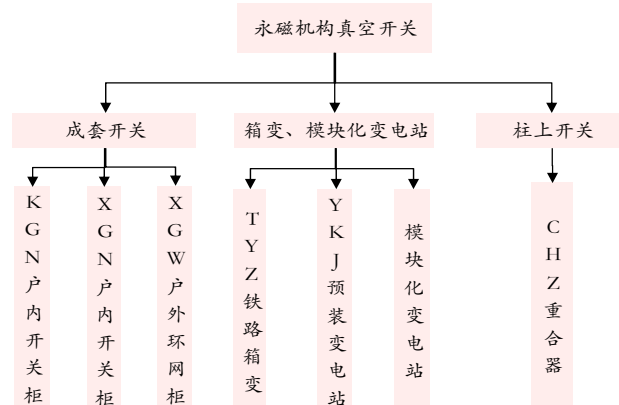 永磁机构真空开关
成套开关
箱变、模块化变电站
柱上开关
KGN户内开关柜
XGN户内开关柜
XGW户外环网柜
TYZ铁路箱变
YKJ预装变电站
模块化变电站
CHZ重合器